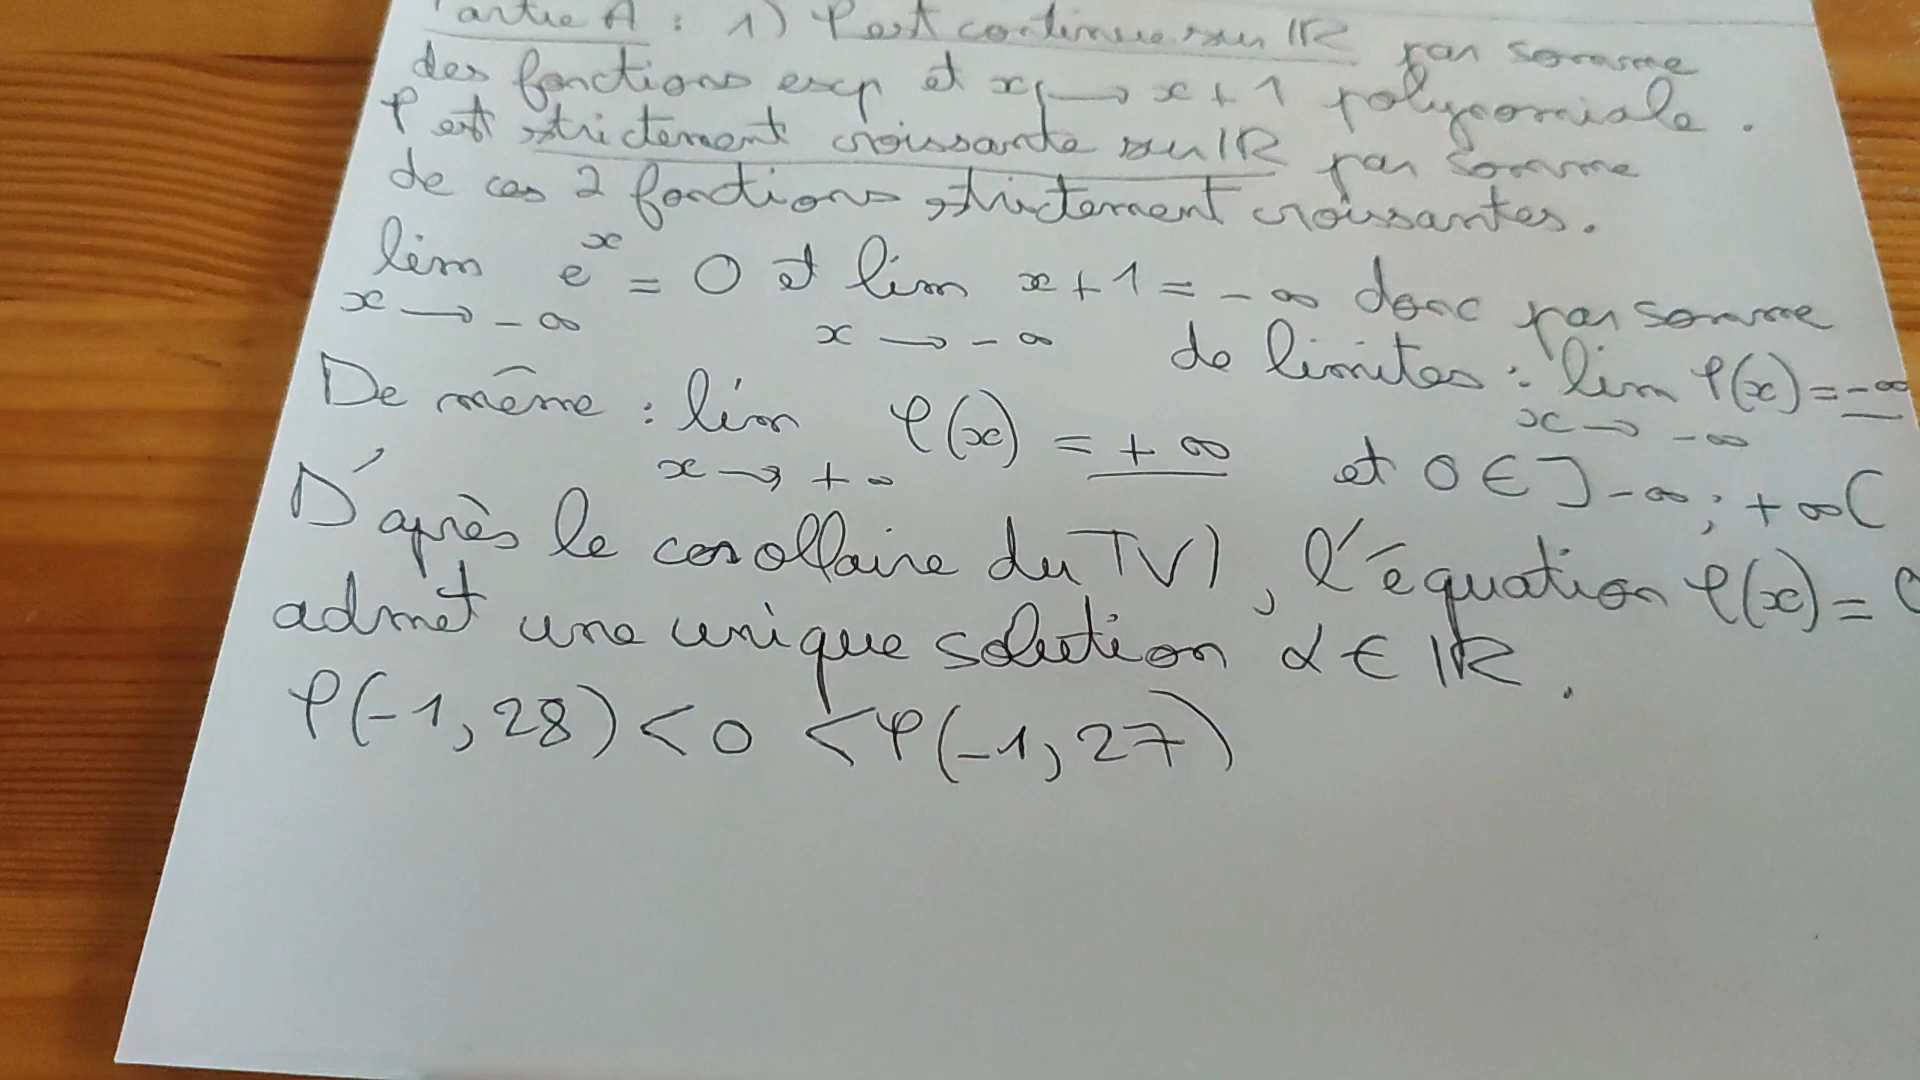 Partie A : 1) φ est continue sur ℝ par somme
des fonctions exp et x ↦ x + 1 polynomiale.
φ est strictement croissante sur ℝ par somme
de ces 2 fonctions strictement croissantes.
lim e^x = 0 et lim x + 1 = -∞ donc par somme
x → -∞ x → -∞ de limites : lim φ(x) = -∞
x → -∞
De même : lim φ(x) = +∞ et 0 ∈ ]-∞ ; +∞[
x → +∞
D'après le corollaire du TVI, l'équation φ(x) = 0
admet une unique solution α ∈ ℝ.
φ(-1,28) < 0 < φ(-1,27)